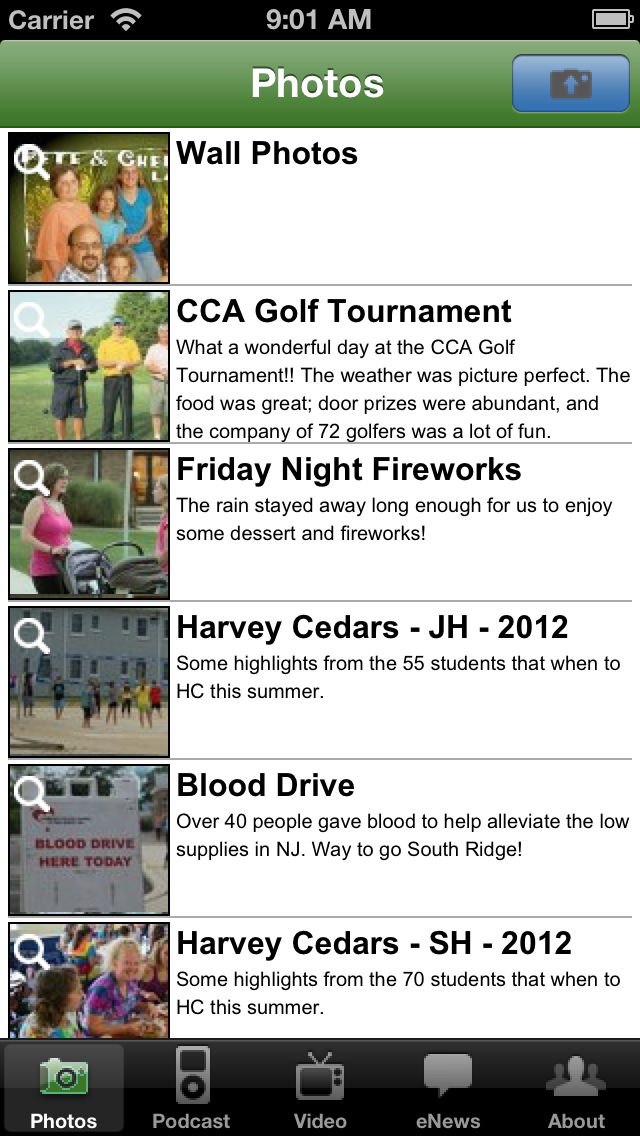 Carrier 9:01 AM
Photos
PETE & GHE
Wall Photos
CCA Golf Tournament
What a wonderful day at the CCA Golf
Tournament!! The weather was picture perfect. The
food was great; door prizes were abundant, and
the company of 72 golfers was a lot of fun.
Friday Night Fireworks
The rain stayed away long enough for us to enjoy
some dessert and fireworks!
Harvey Cedars - JH - 2012
Some highlights from the 55 students that when to
HC this summer.
BLOOD DRIVE
HERE TODAY
Blood Drive
Over 40 people gave blood to help alleviate the low
supplies in NJ. Way to go South Ridge!
Harvey Cedars - SH - 2012
Some highlights from the 70 students that when to
HC this summer.
Photos Podcast Video eNews About